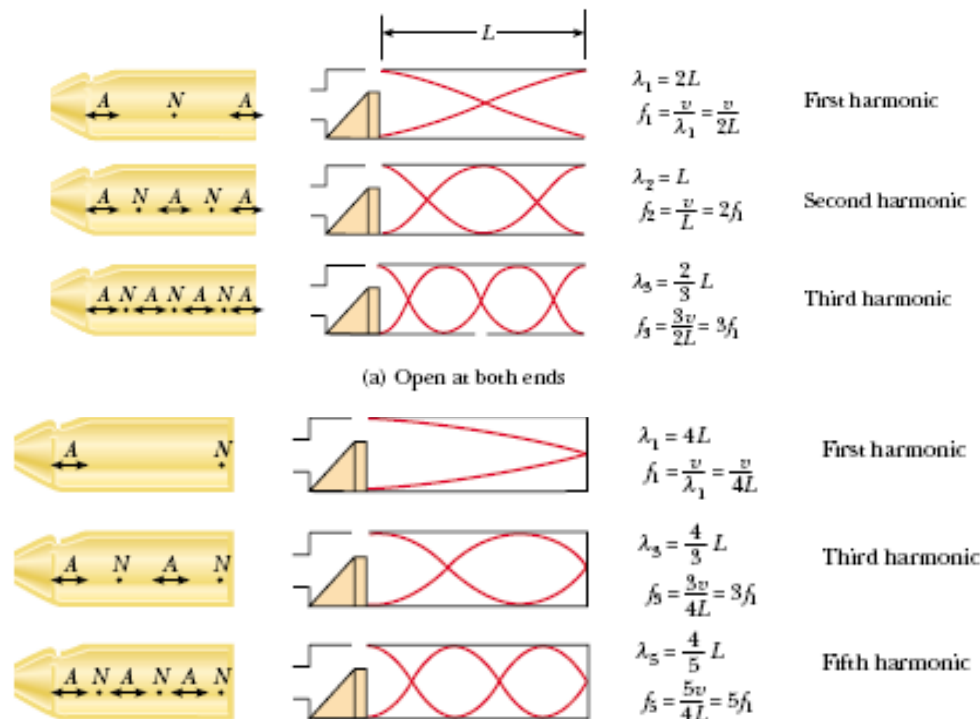 L
A N A
λ₁ = 2L
f₁ = v/λ₁ = v/2L
First harmonic
A N A N A
λ₂ = L
f₂ = v/L = 2f₁
Second harmonic
A N A N A N A
λ₃ = 2/3 L
f₃ = 3v/2L = 3f₁
Third harmonic
(a) Open at both ends
A N
λ₁ = 4L
f₁ = v/λ₁ = v/4L
First harmonic
A N A N
λ₃ = 4/3 L
f₃ = 3v/4L = 3f₁
Third harmonic
A N A N A N
λ₅ = 4/5 L
f₅ = 5v/4L = 5f₁
Fifth harmonic